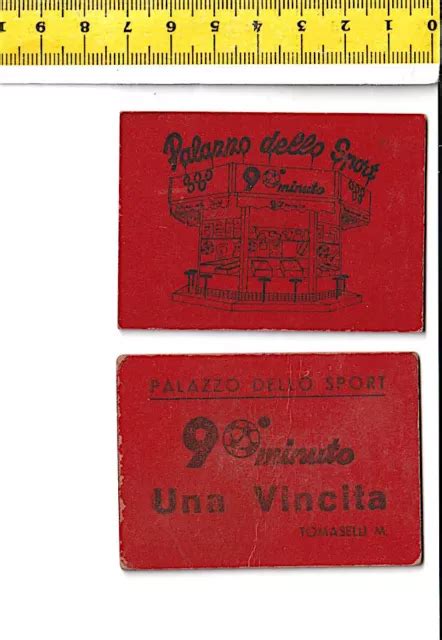 9 8 7 6 5 4 3 2 1 0
Palazzo dello Sport
90° minuto
PALAZZO DELLO SPORT
90° minuto
Una Vincita
TOMASELLI M.